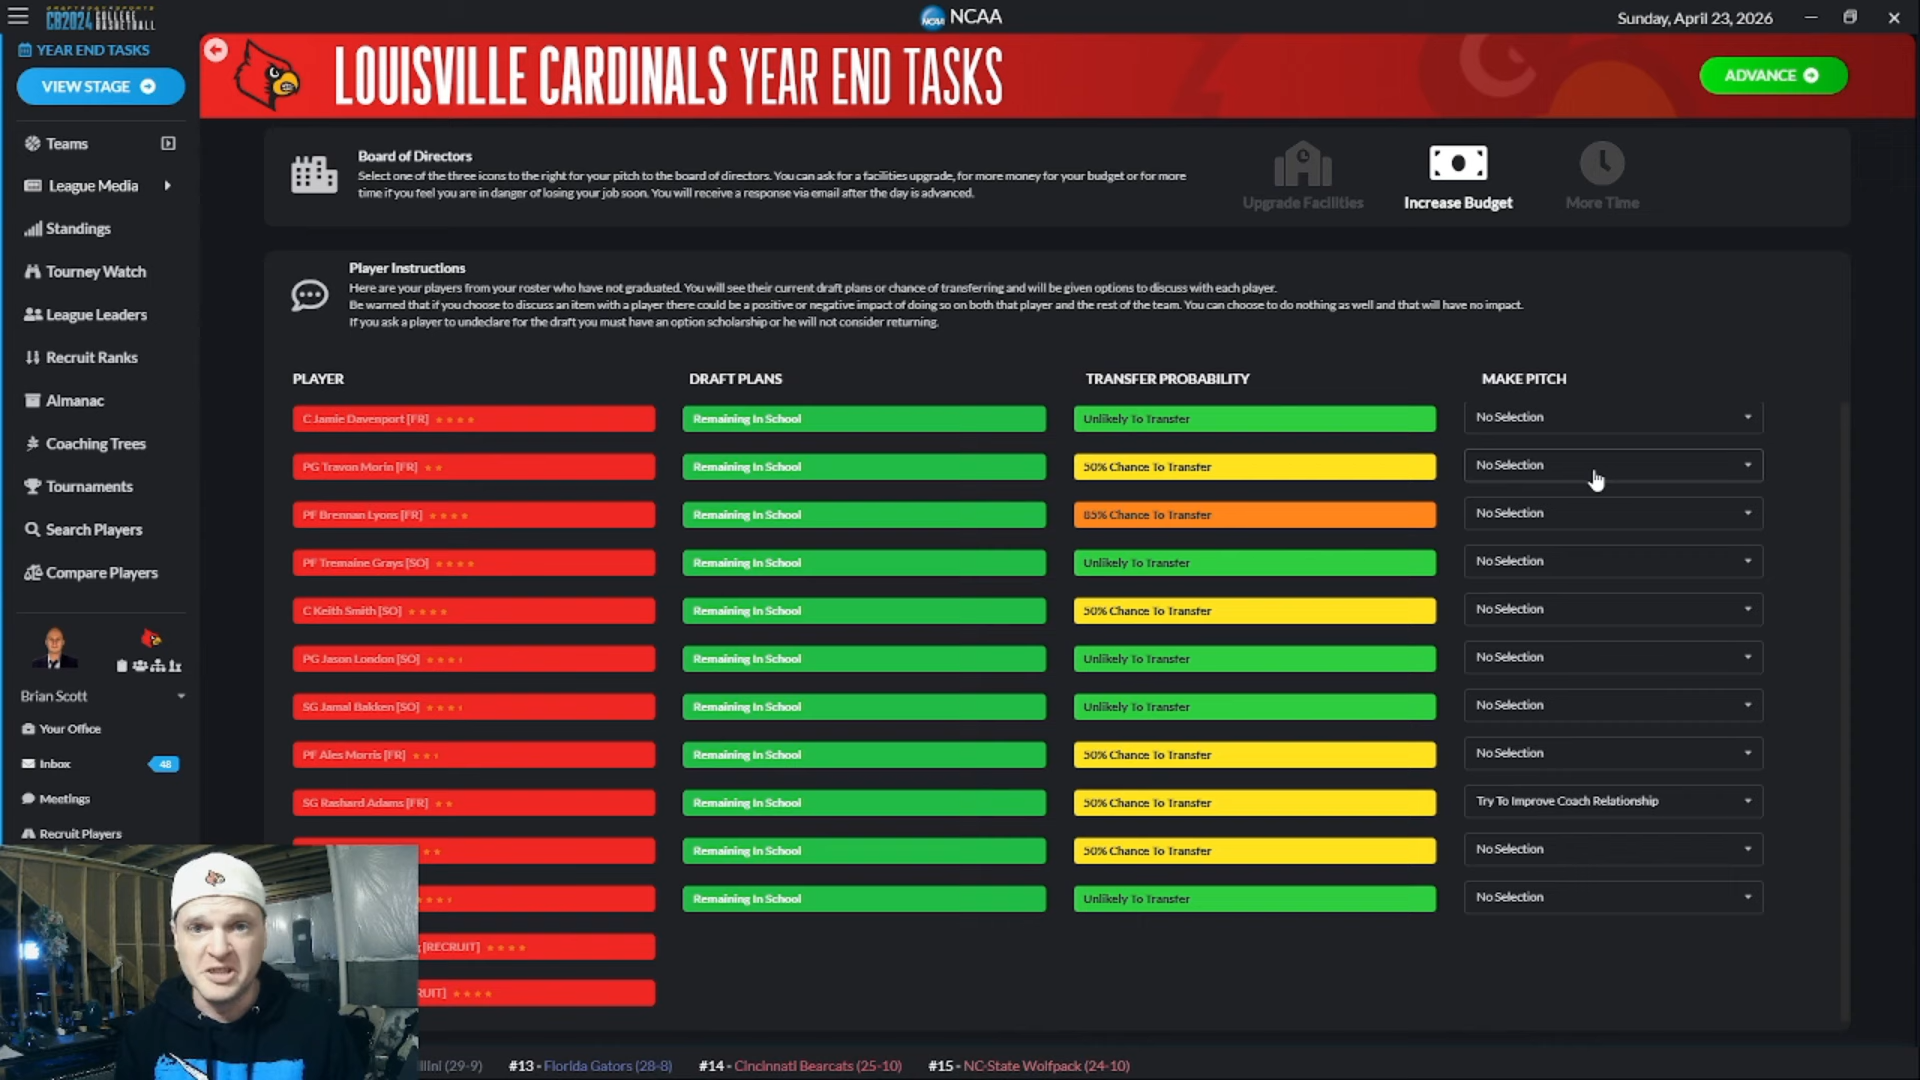 DRAFT DAY SPORTS
CB2024 COLLEGE BASKETBALL
NCAA NCAA
Sunday, April 23, 2026
YEAR END TASKS
VIEW STAGE
LOUISVILLE CARDINALS YEAR END TASKS
ADVANCE
Teams
League Media
Standings
Tourney Watch
League Leaders
Recruit Ranks
Almanac
Coaching Trees
Tournaments
Search Players
Compare Players
Brian Scott
Your Office
Inbox 48
Meetings
Recruit Players
Board of Directors
Select one of the three icons to the right for your pitch to the board of directors. You can ask for a facilities upgrade, for more money for your budget or for more
time if you feel you are in danger of losing your job soon. You will receive a response via email after the day is advanced.
Upgrade Facilities
Increase Budget
More Time
Player Instructions
Here are your players from your roster who have not graduated. You will see their current draft plans or chance of transferring and will be given options to discuss with each player.
Be warned that if you choose to discuss an item with a player there could be a positive or negative impact of doing so on both that player and the rest of the team. You can choose to do nothing as well and that will have no impact.
If you ask a player to undeclare for the draft you must have an option scholarship or he will not consider returning.
PLAYER DRAFT PLANS TRANSFER PROBABILITY MAKE PITCH
C Jamie Davenport [FR] Remaining In School Unlikely To Transfer No Selection
PG Travon Morin [FR] Remaining In School 50% Chance To Transfer No Selection
PF Brennan Lyons [FR] Remaining In School 85% Chance To Transfer No Selection
PF Tremaine Grays [SO] Remaining In School Unlikely To Transfer No Selection
C Keith Smith [SO] Remaining In School 50% Chance To Transfer No Selection
PG Jason London [SO] Remaining In School Unlikely To Transfer No Selection
SG Jamal Bakken [SO] Remaining In School Unlikely To Transfer No Selection
PF Ales Morris [FR] Remaining In School 50% Chance To Transfer No Selection
SG Rashard Adams [FR] Remaining In School 50% Chance To Transfer Try To Improve Coach Relationship
Remaining In School 50% Chance To Transfer No Selection
Remaining In School Unlikely To Transfer No Selection
[RECRUIT]
RUIT]
llini (29-9) #13 - Florida Gators (28-8) #14 - Cincinnati Bearcats (25-10) #15 - NC-State Wolfpack (24-10)